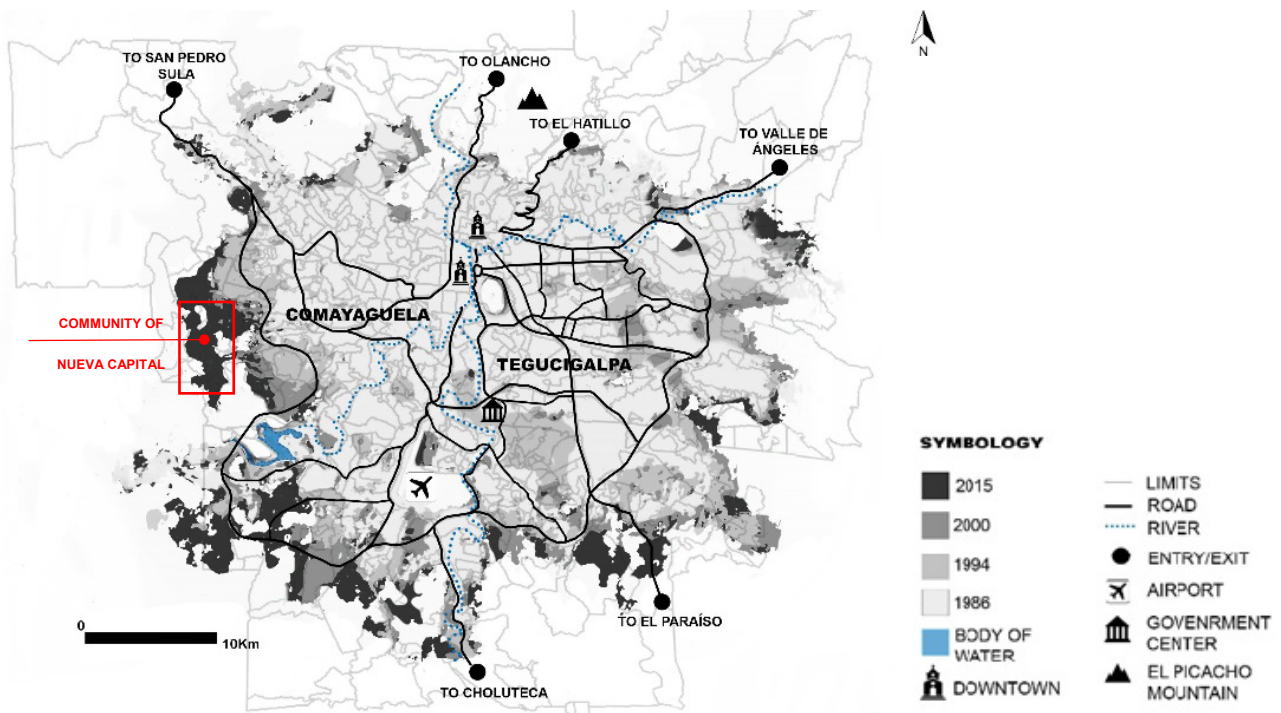 N
TO SAN PEDRO
SULA
TO OLANCHO
TO EL HATILLO
TO VALLE DE
ÁNGELES
COMMUNITY OF
NUEVA CAPITAL
COMAYAGUELA
TEGUCIGALPA
TO EL PARAÍSO
TO CHOLUTECA
0
10Km
SYMBOLOGY
2015
2000
1994
1986
BODY OF
WATER
DOWNTOWN
LIMITS
ROAD
RIVER
ENTRY/EXIT
AIRPORT
GOVENRMENT
CENTER
EL PICACHO
MOUNTAIN